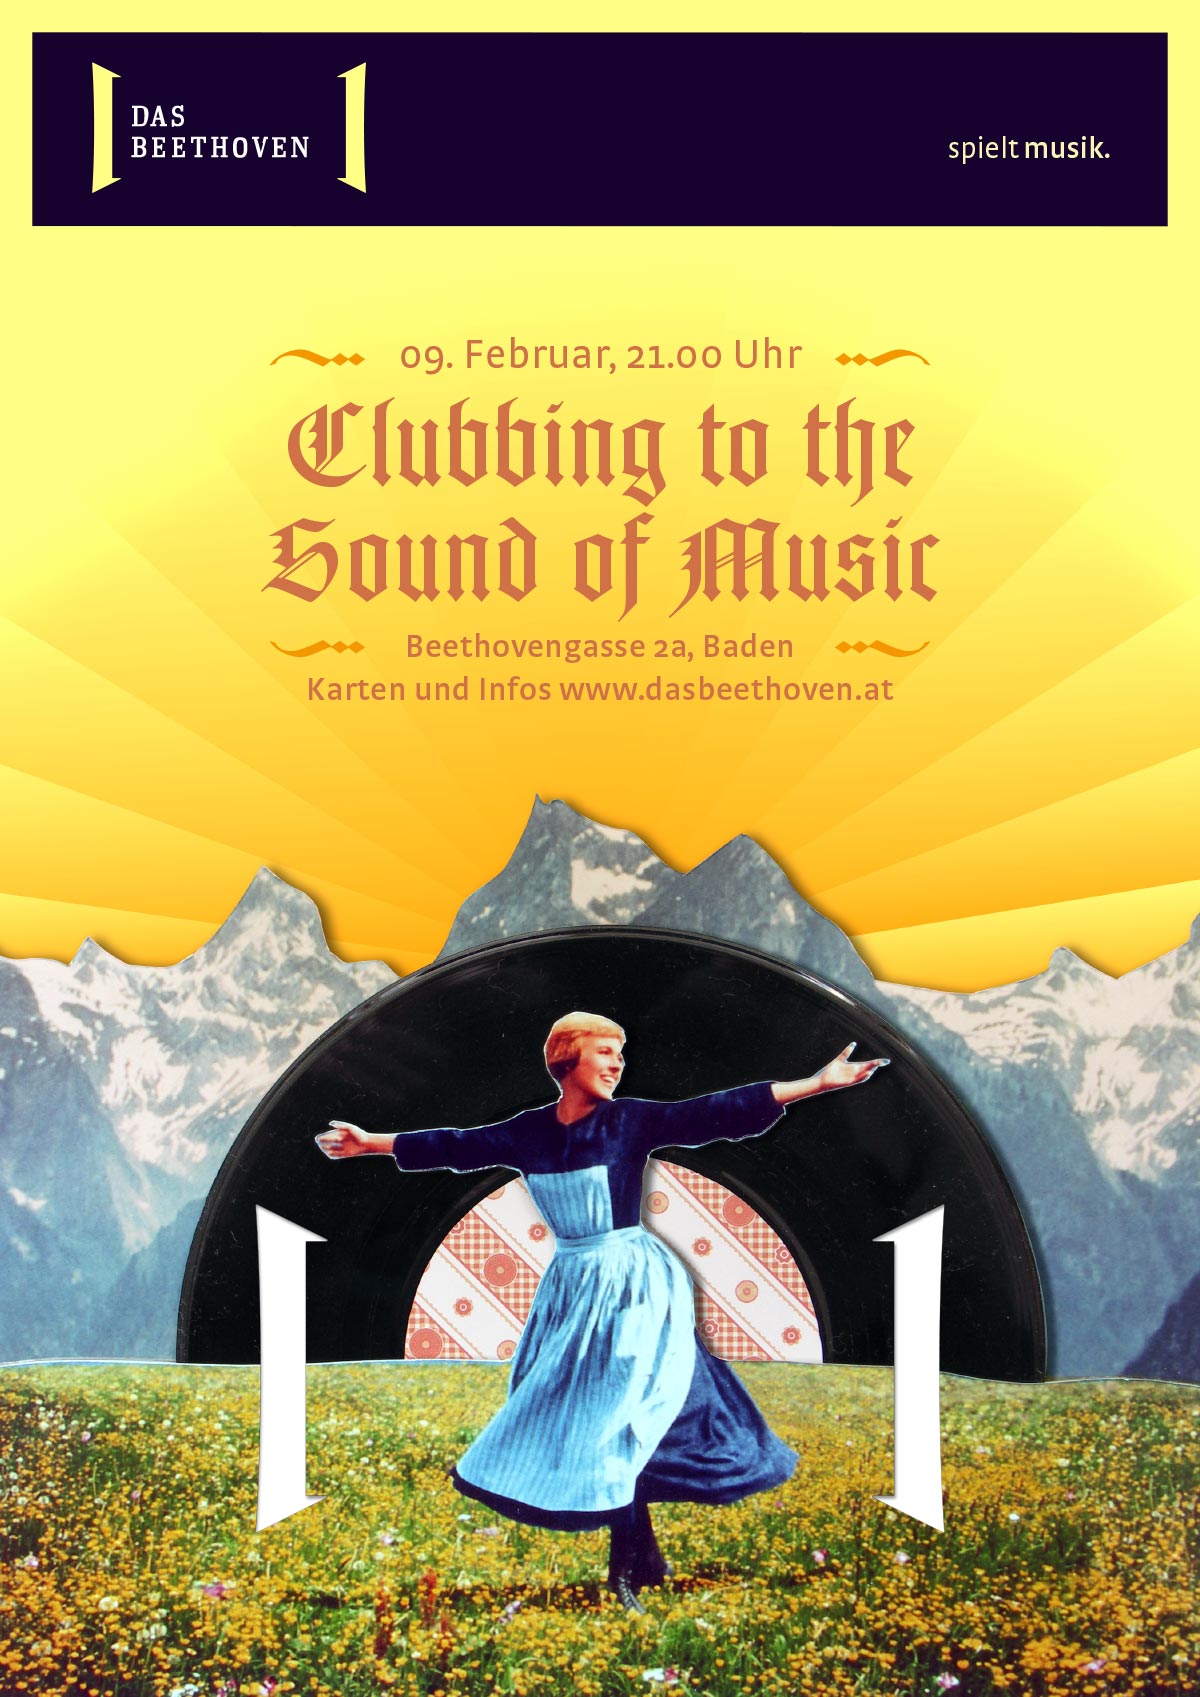 DAS
BEETHOVEN
spielt musik.
09. Februar, 21.00 Uhr
Clubbing to the
Sound of Music
Beethovengasse 2a, Baden
Karten und Infos www.dasbeethoven.at